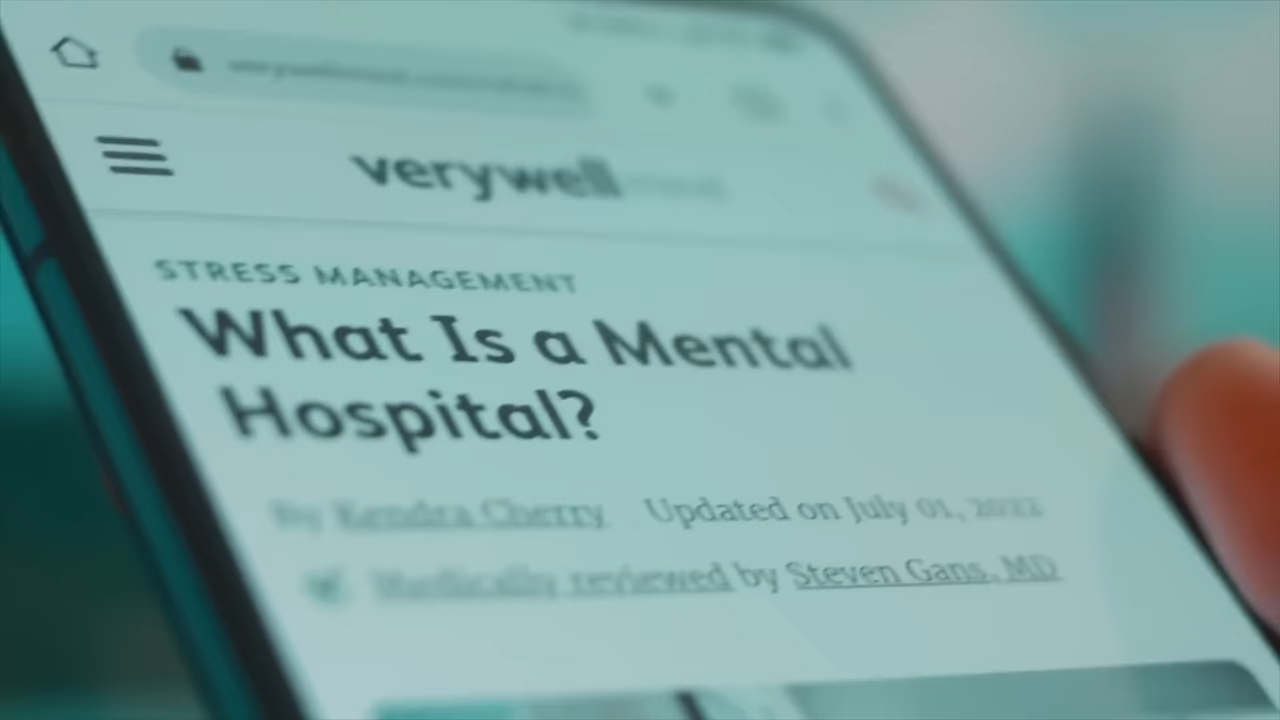 verywell
STRESS MANAGEMENT
What Is a Mental
Hospital?
By Kendra Cherry Updated on July 01, 2022
Medically reviewed by Steven Gans, MD